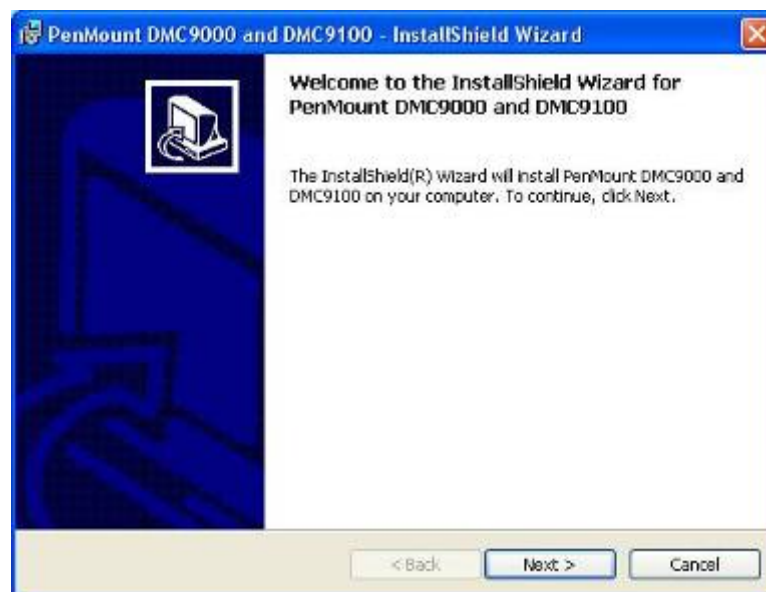 PenMount DMC9000 and DMC9100 - InstallShield Wizard
Welcome to the InstallShield Wizard for
PenMount DMC9000 and DMC9100
The InstallShield(R) Wizard will install PenMount DMC9000 and
DMC9100 on your computer. To continue, click Next.
< Back
Next >
Cancel